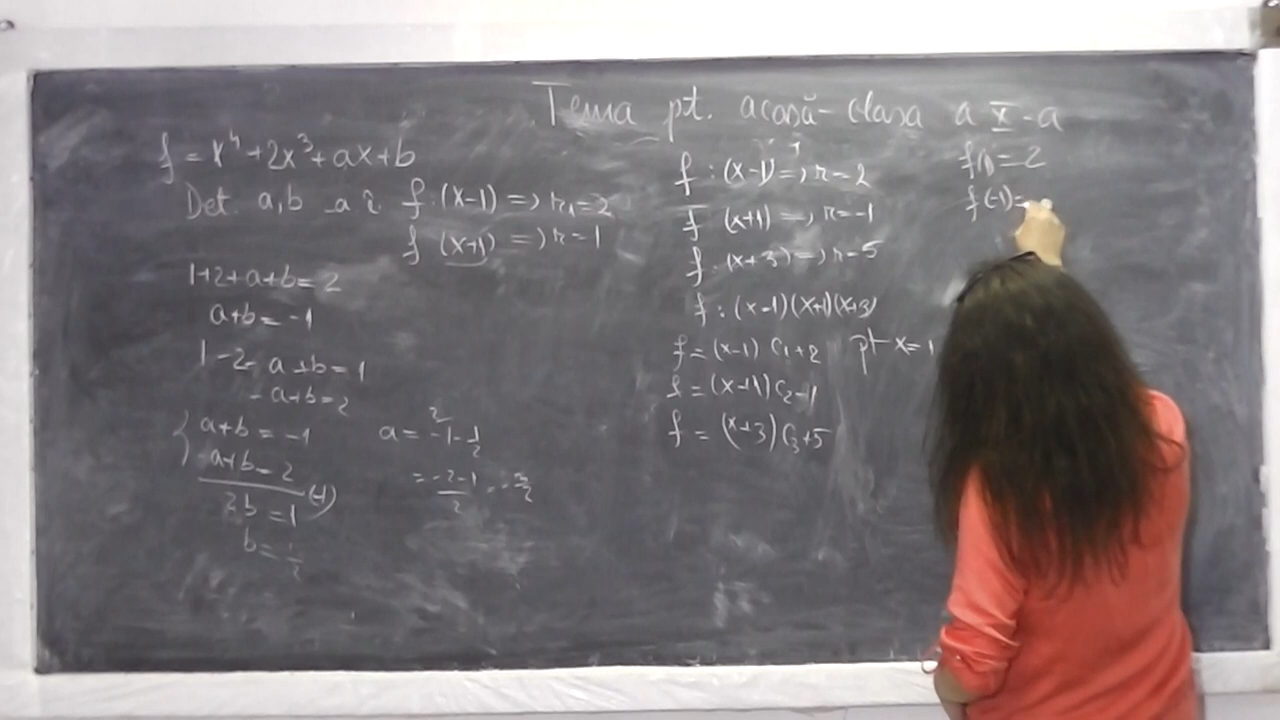 Tema pt. acasă - clasa a X-a
f = x⁴ + 2x³ + ax + b
Det. a, b a î. f : (x-1) => r₁ = 2
f (x+1) => r = 1
1+2+a+b = 2
a+b = -1
1-2-a+b = 1
-a+b = 2
a+b = -1
-a+b = 2
2b = 1
b = 1/2
a = -1 - 1/2
= -2-1/2 = -3/2
f : (x-1) => r = 2
f (x+1) => r = -1
f : (x+3) => r = 5
f : (x-1)(x+1)(x+3)
f = (x-1) C₁ + 2 pt x = 1
f = (x+1) C₂ - 1
f = (x+3) C₃ + 5
f(1) = 2
f(-1) =